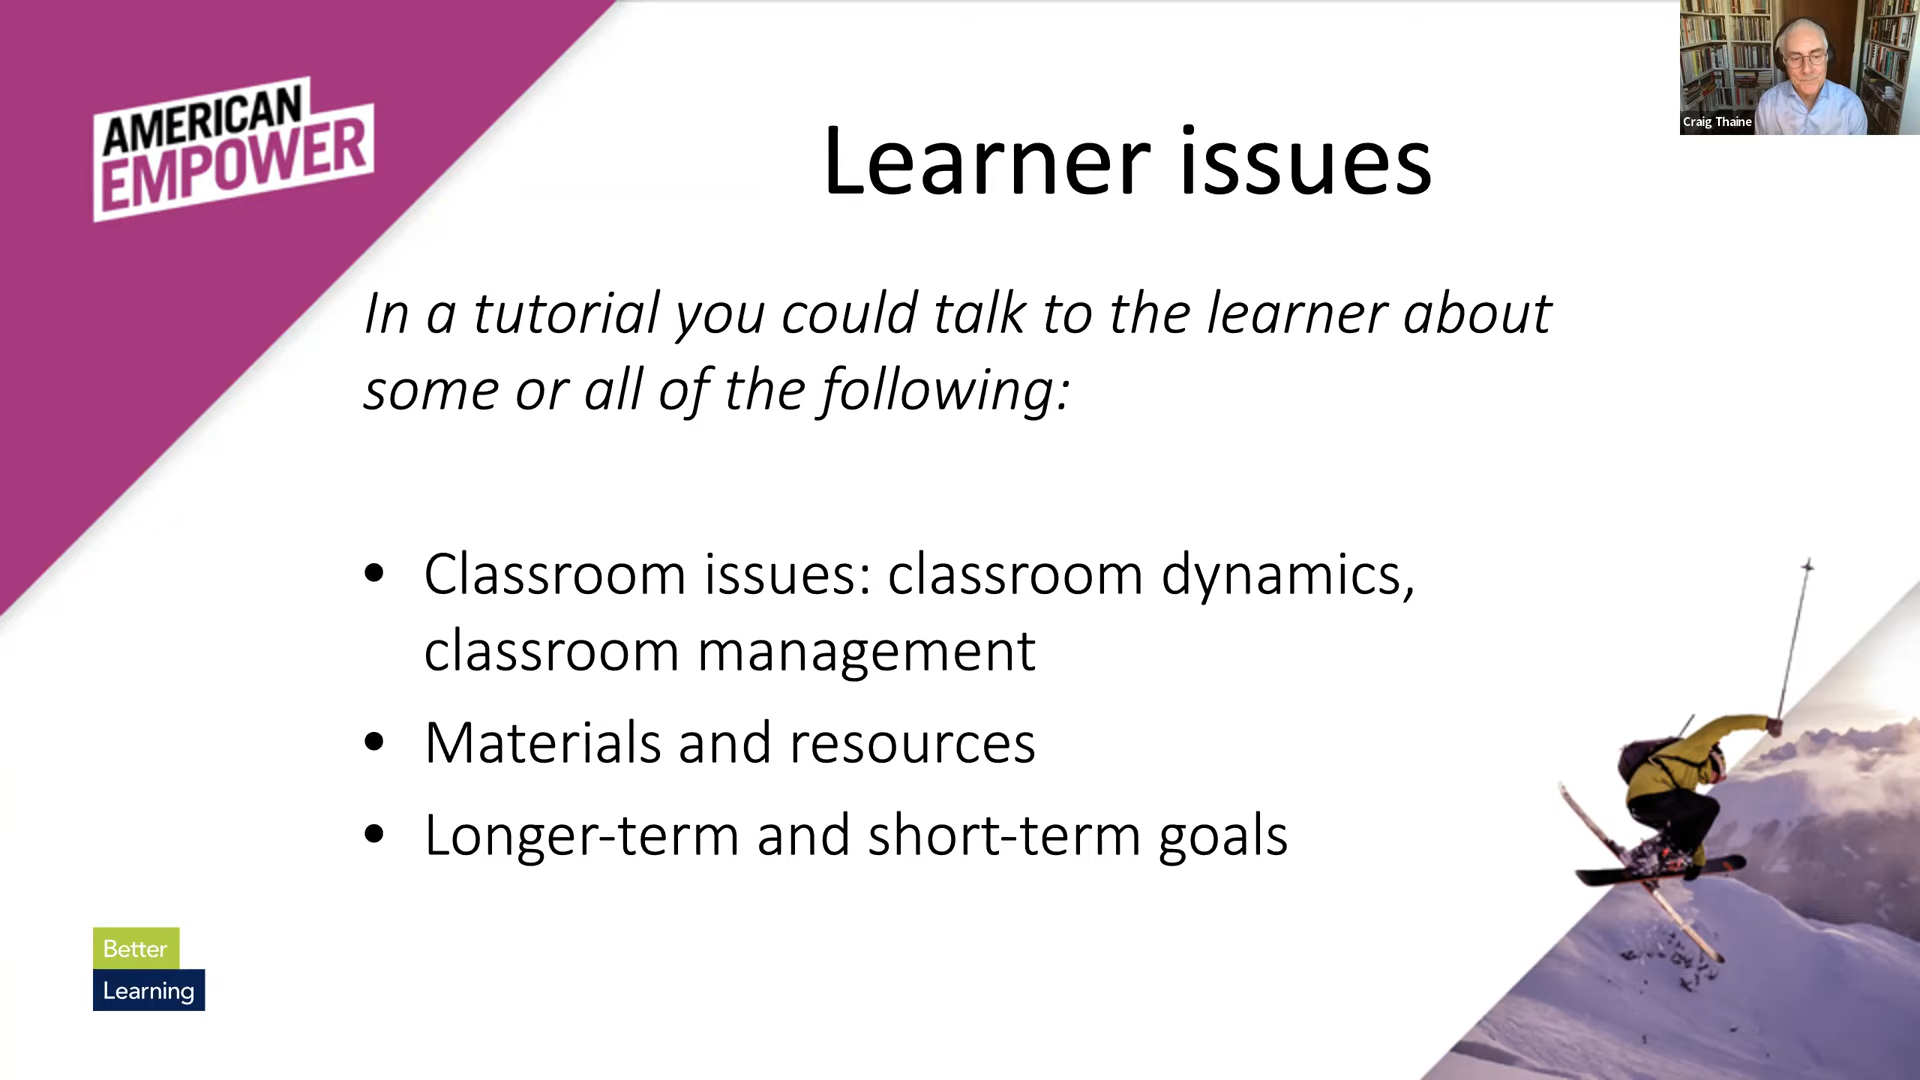 AMERICAN
EMPOWER
Craig Thaine
Learner issues
In a tutorial you could talk to the learner about
some or all of the following:
• Classroom issues: classroom dynamics,
classroom management
• Materials and resources
• Longer-term and short-term goals
Better
Learning